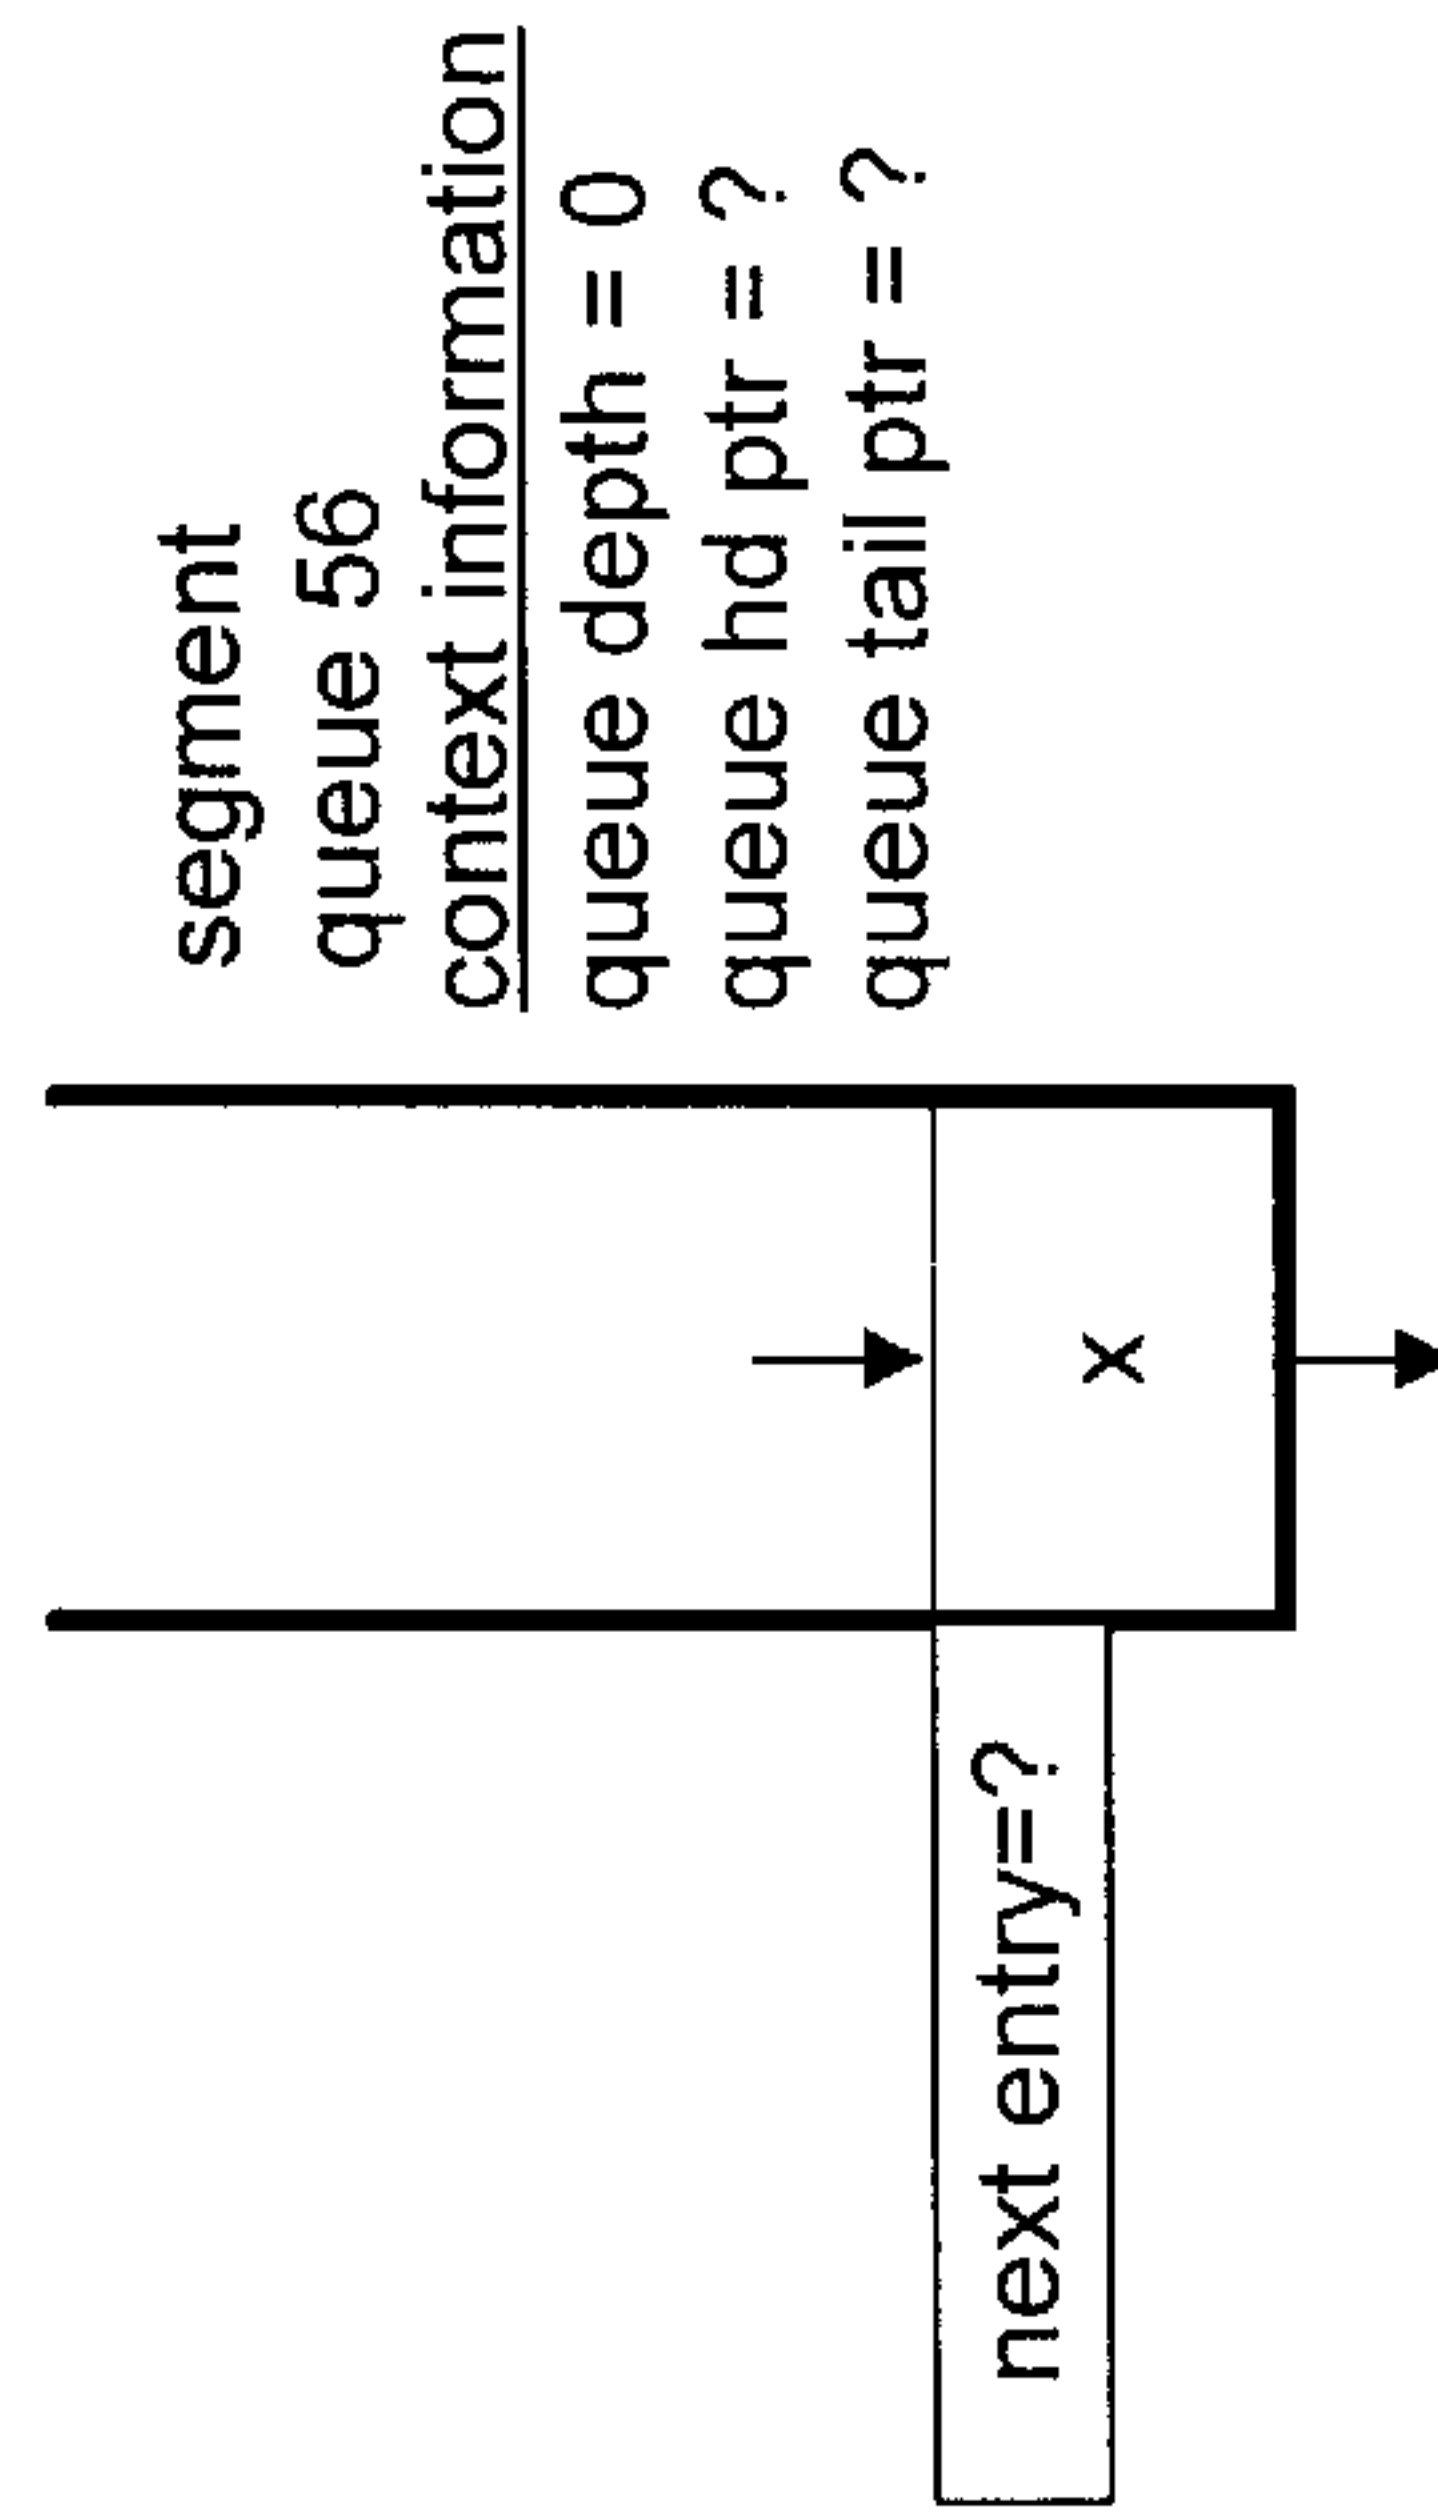 segment
queue 56
context information
queue depth = 0
queue hd ptr = ?
queue tail ptr = ?
x
next entry=?